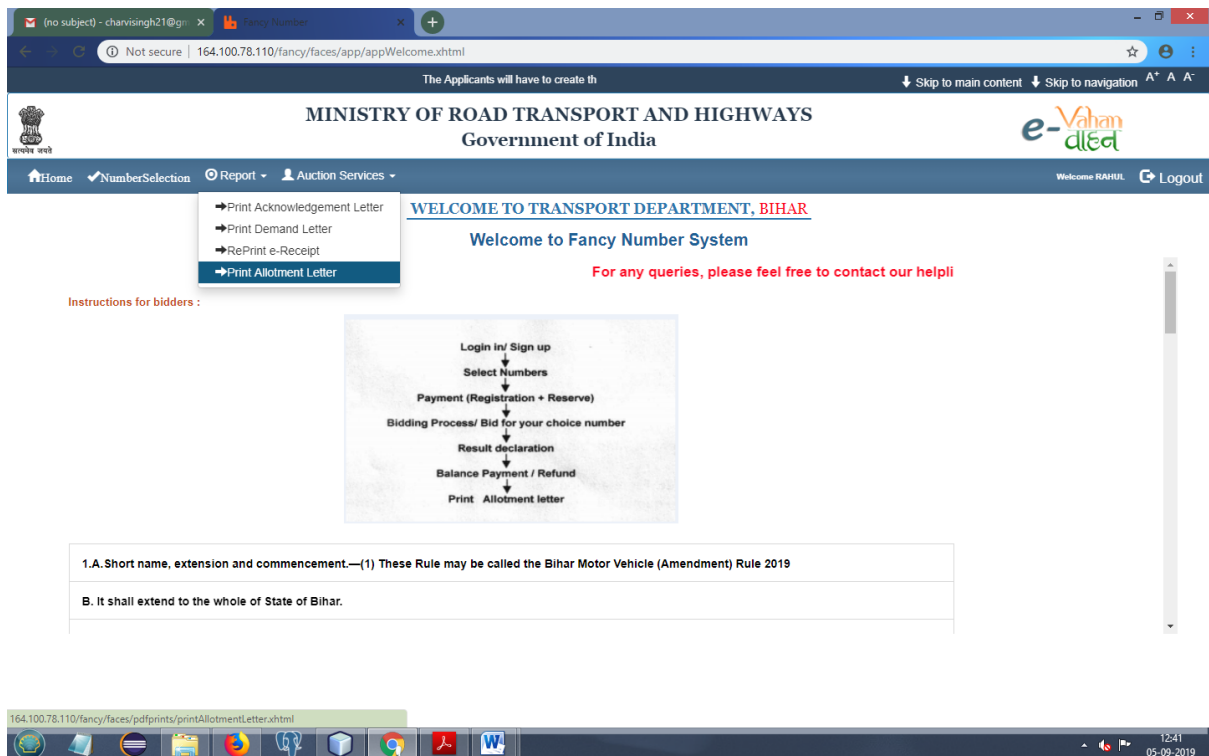 (no subject) - charvisingh21@gm
Fancy Number
Not secure | 164.100.78.110/fancy/faces/app/appWelcome.xhtml
The Applicants will have to create th
Skip to main content Skip to navigation A+ A A-
सत्यमेव जयते
MINISTRY OF ROAD TRANSPORT AND HIGHWAYS
Government of India
e-Vahan
वाहन
Home NumberSelection Report Auction Services Welcome RAHUL Logout
Print Acknowledgement Letter
Print Demand Letter
RePrint e-Receipt
Print Allotment Letter
WELCOME TO TRANSPORT DEPARTMENT, BIHAR
Welcome to Fancy Number System
For any queries, please feel free to contact our helpli
Instructions for bidders :
Login in/ Sign up
Select Numbers
Payment (Registration + Reserve)
Bidding Process/ Bid for your choice number
Result declaration
Balance Payment / Refund
Print Allotment letter
1.A.Short name, extension and commencement.—(1) These Rule may be called the Bihar Motor Vehicle (Amendment) Rule 2019
B. It shall extend to the whole of State of Bihar.
164.100.78.110/fancy/faces/pdfprints/printAllotmentLetter.xhtml
12:41
05-09-2019